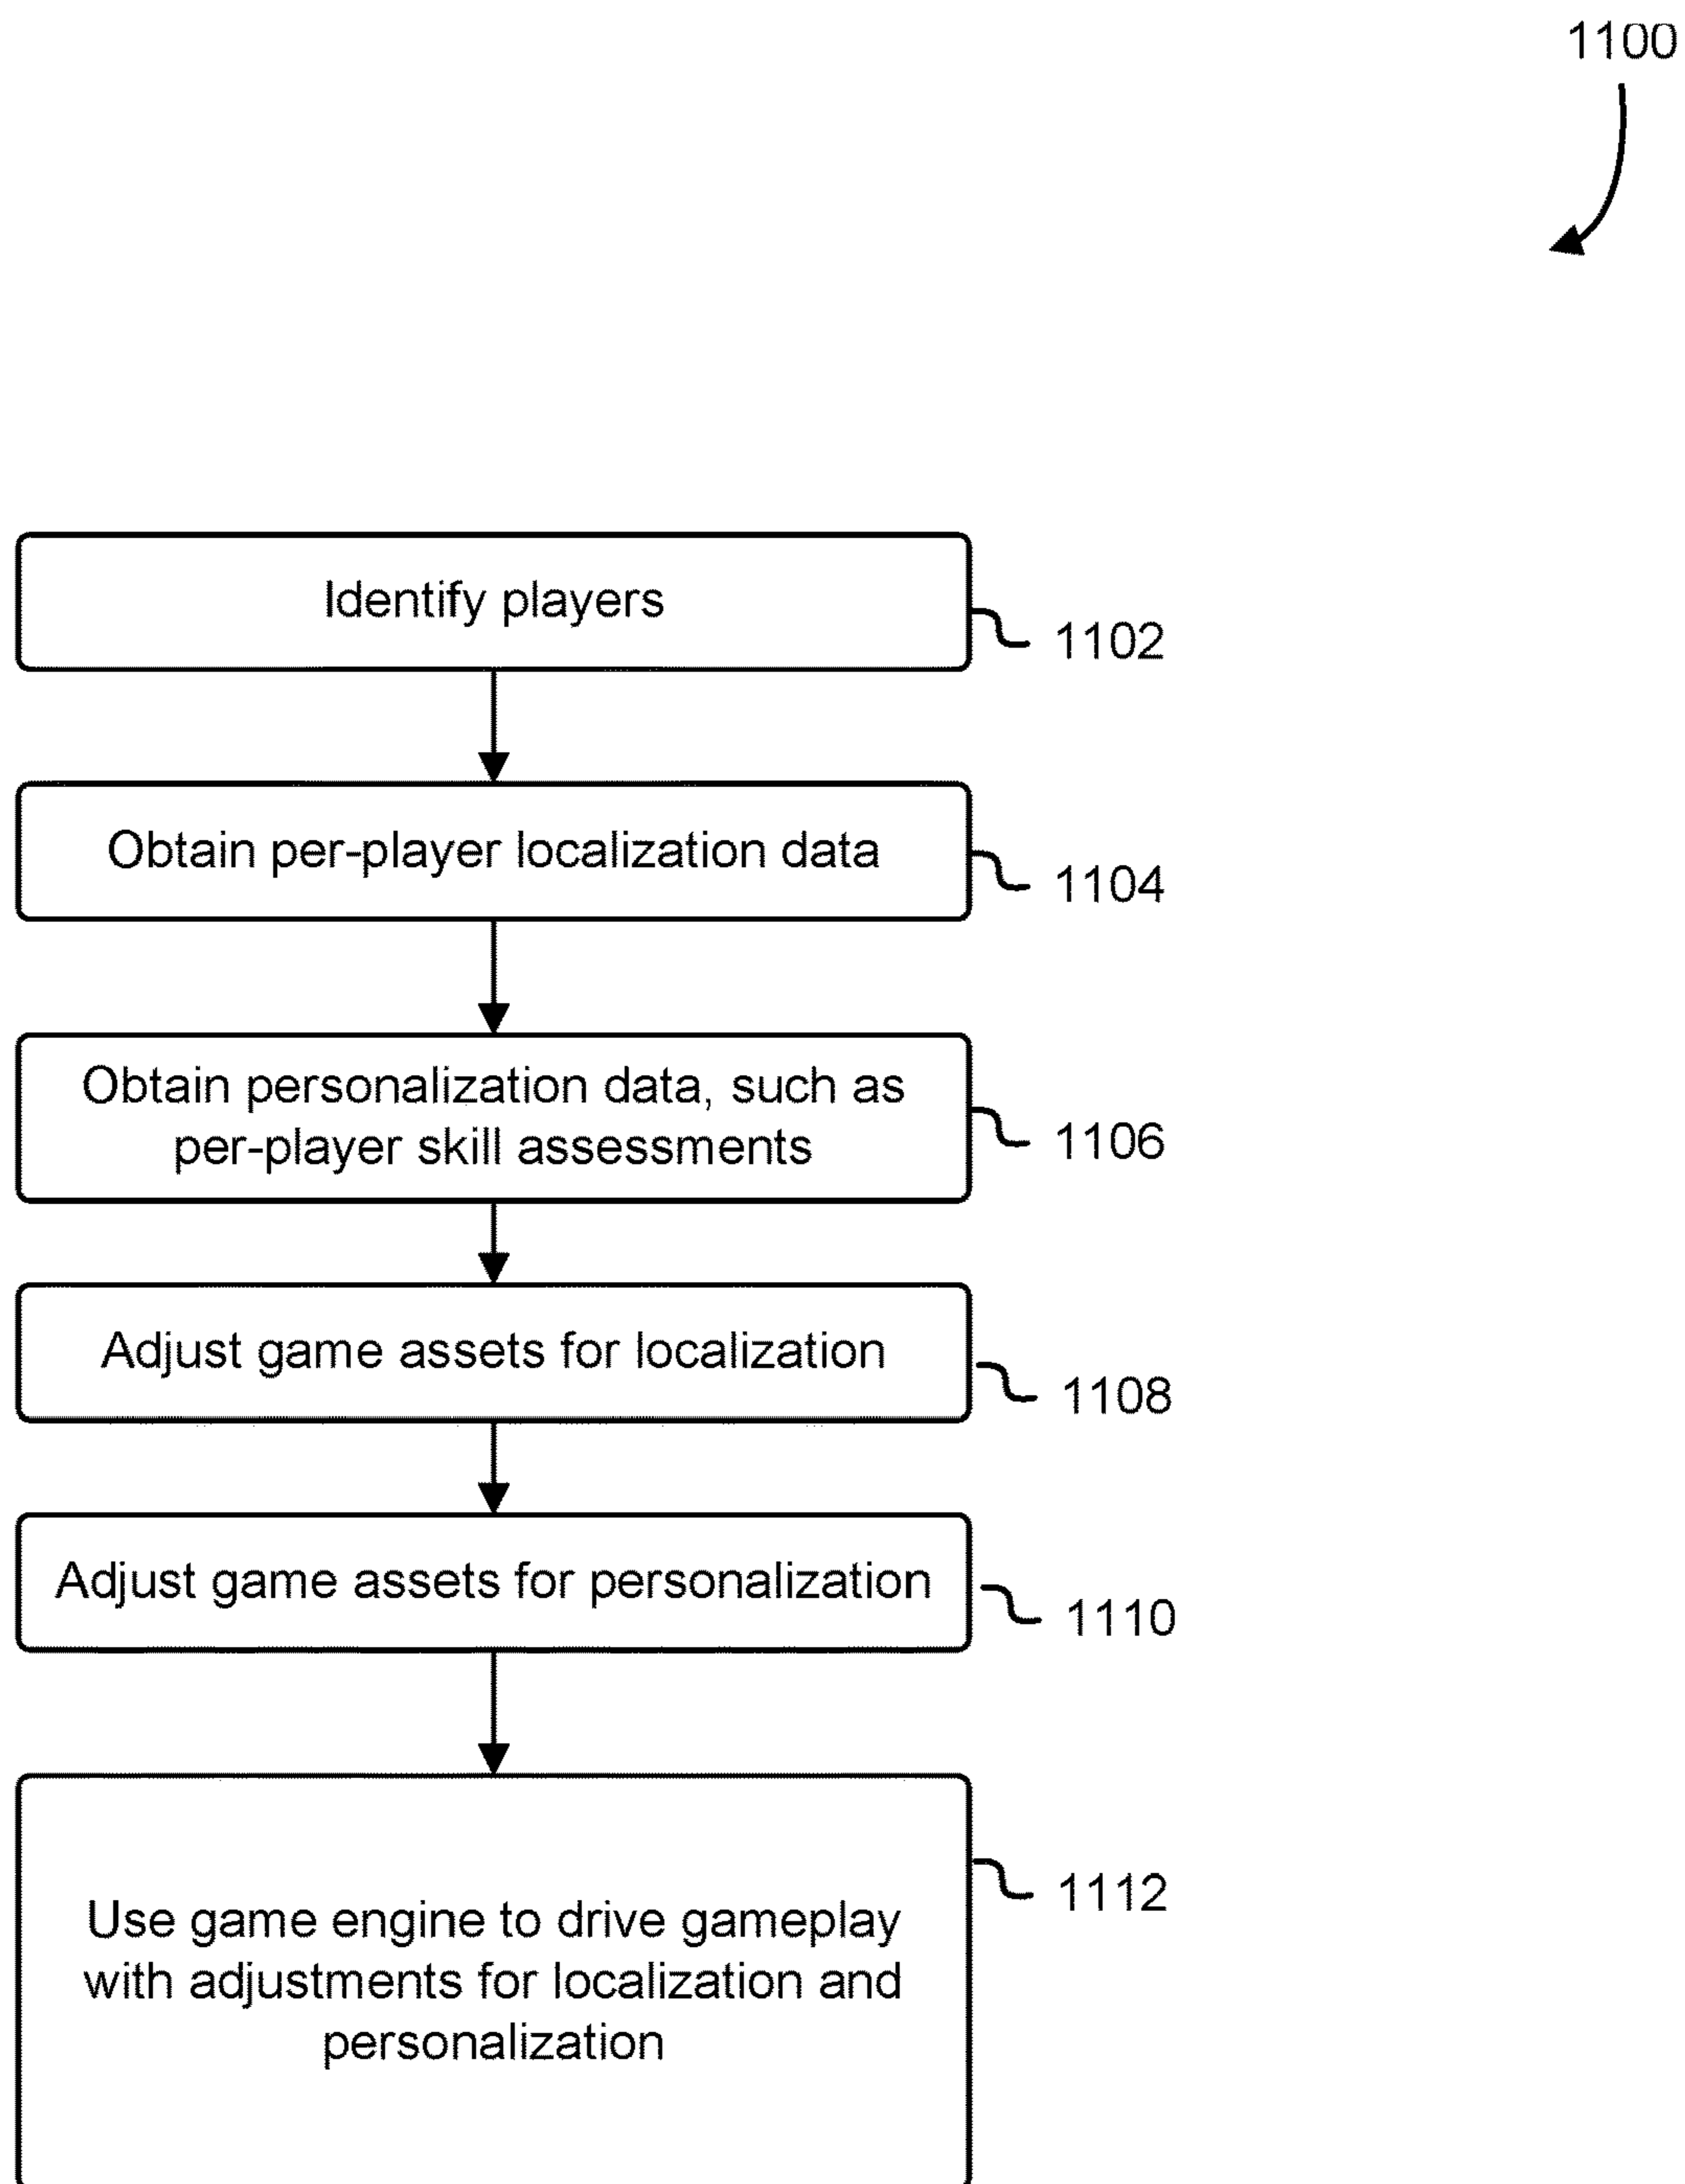 1100
Identify players
1102
Obtain per-player localization data
1104
Obtain personalization data, such as
per-player skill assessments
1106
Adjust game assets for localization
1108
Adjust game assets for personalization
1110
Use game engine to drive gameplay
with adjustments for localization and
personalization
1112